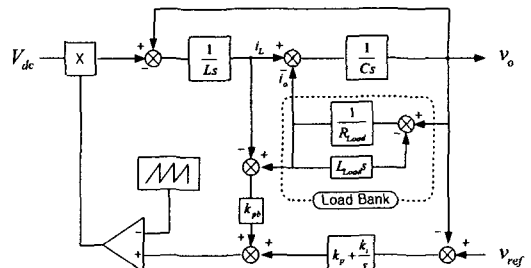 V_dc
X
+
−
1/Ls
i_L
+
−
i_o
1/Cs
v_o
1/R_Load
+
−
L_Load s
Load Bank
−
+
k_pb
−
+
+
+
k_p + k_i/s
−
+
v_ref